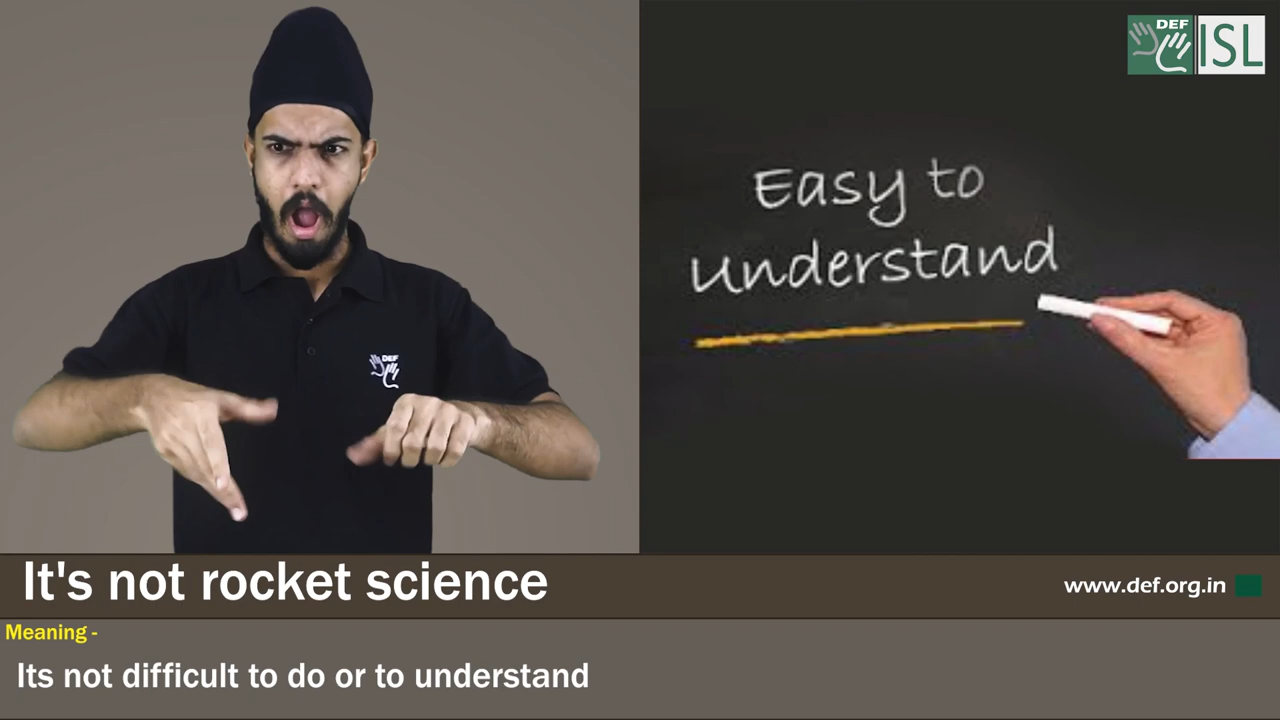 DEF
ISL
Easy to
Understand
DEF
It's not rocket science
www.def.org.in
Meaning -
Its not difficult to do or to understand